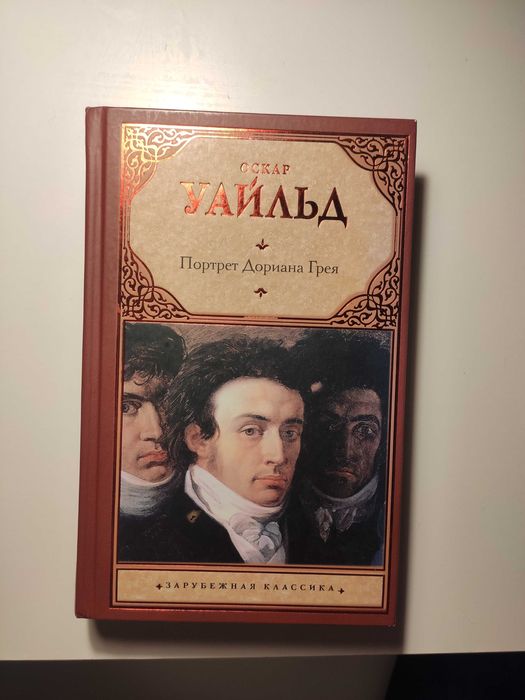 ОСКАР
УАЙЛЬД
Портрет Дориана Грея
ЗАРУБЕЖНАЯ КЛАССИКА